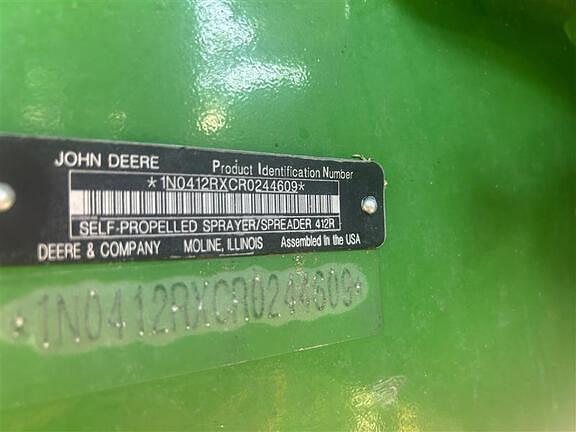 JOHN DEERE Product Identification Number
*1N0412RXCR0244609*
SELF-PROPELLED SPRAYER/SPREADER 412R
DEERE & COMPANY MOLINE, ILLINOIS Assembled in the USA
*1N0412RXCR0244609*